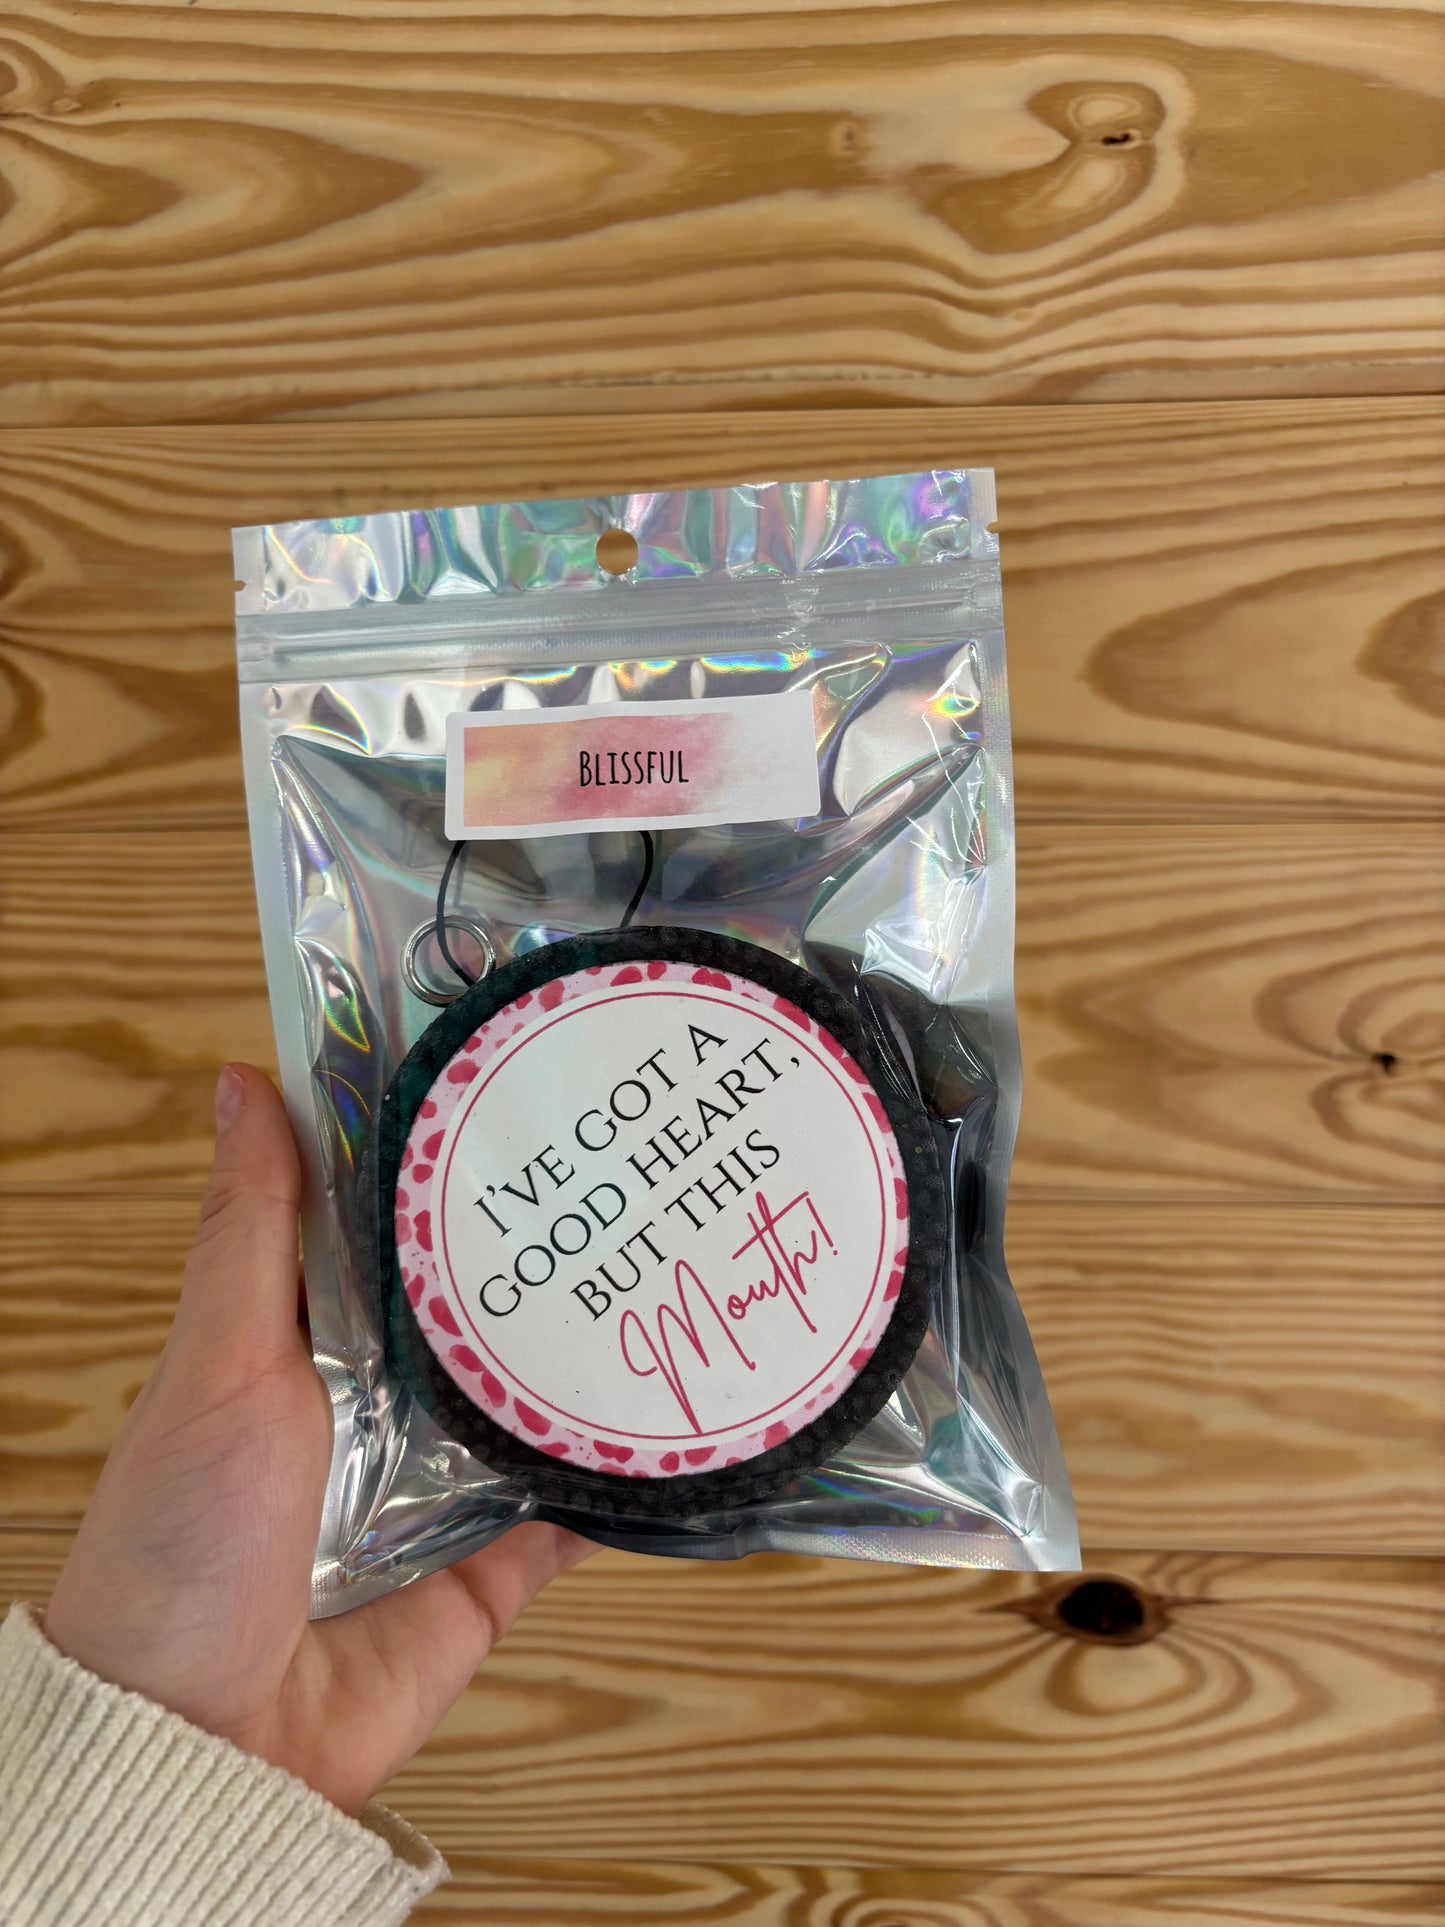 BLISSFUL
I'VE GOT A
GOOD HEART,
BUT THIS
Mouth!